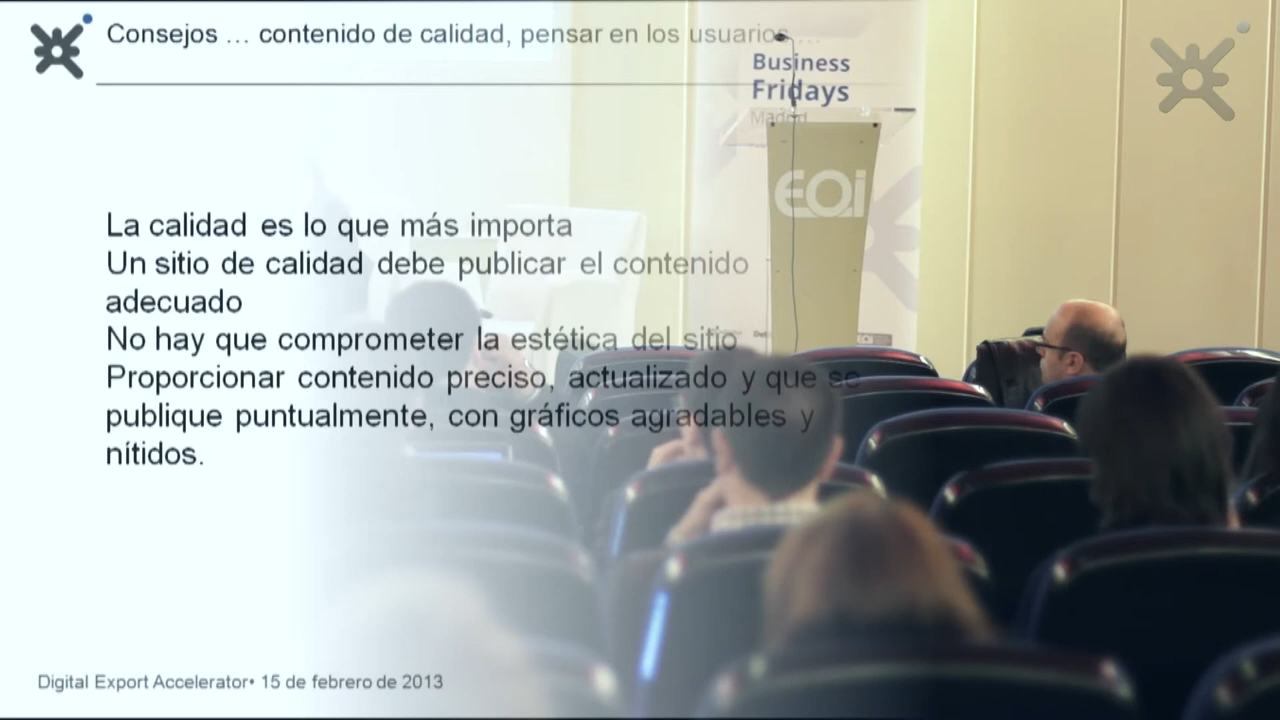 Consejos ... contenido de calidad, pensar en los usuarios ...
Business
Fridays
Madrid
EOi
La calidad es lo que más importa
Un sitio de calidad debe publicar el contenido
adecuado
No hay que comprometer la estética del sitio
Proporcionar contenido preciso, actualizado y que se
publique puntualmente, con gráficos agradables y
nítidos.
Digital Export Accelerator• 15 de febrero de 2013